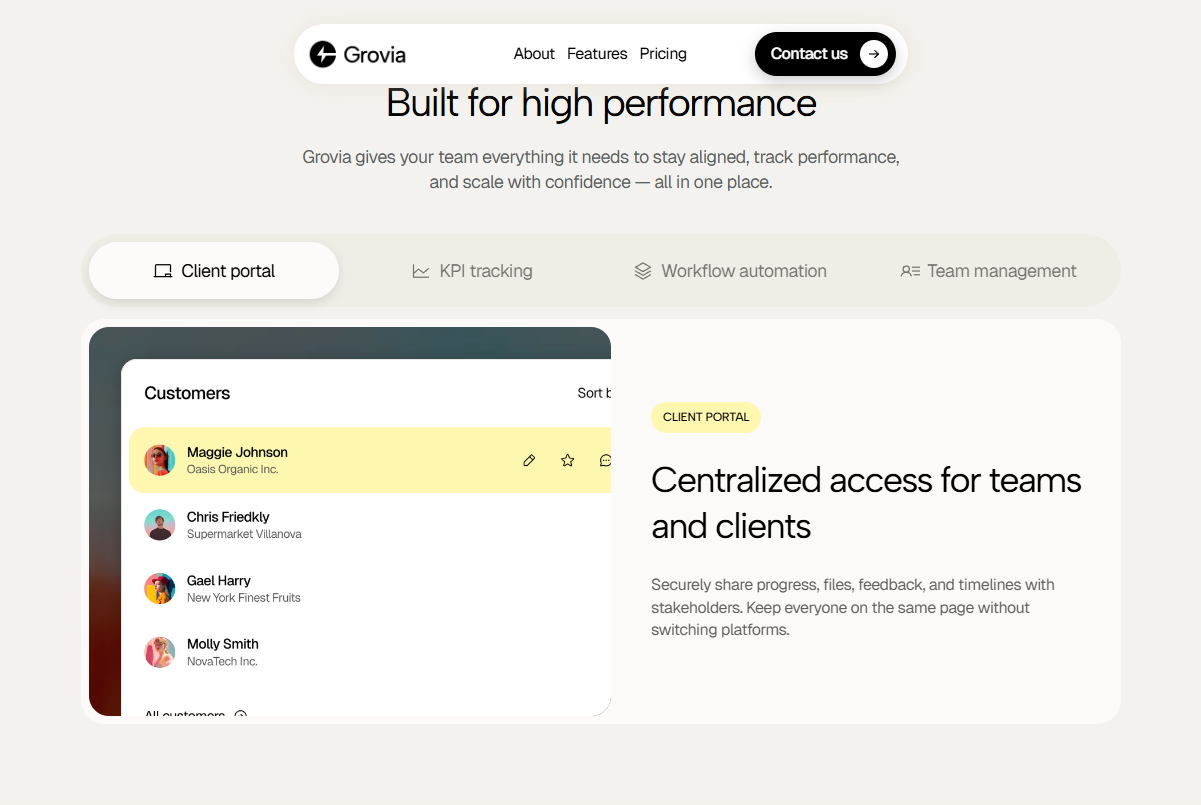 Grovia
About Features Pricing
Contact us
Built for high performance
Grovia gives your team everything it needs to stay aligned, track performance,
and scale with confidence — all in one place.
Client portal
KPI tracking
Workflow automation
Team management
Customers
Sort b
Maggie Johnson
Oasis Organic Inc.
Chris Friedkly
Supermarket Villanova
Gael Harry
New York Finest Fruits
Molly Smith
NovaTech Inc.
All customers
CLIENT PORTAL
Centralized access for teams
and clients
Securely share progress, files, feedback, and timelines with
stakeholders. Keep everyone on the same page without
switching platforms.